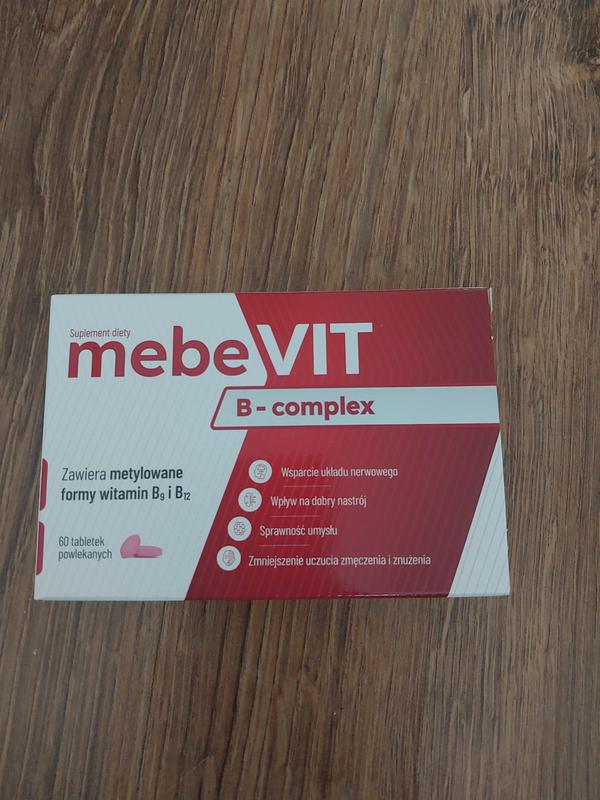 Suplement diety
mebeVIT
B - complex
Zawiera metylowane
formy witamin B₉ i B₁₂
60 tabletek
powlekanych
Wsparcie układu nerwowego
Wpływ na dobry nastrój
Sprawność umysłu
Zmniejszenie uczucia zmęczenia i znużenia